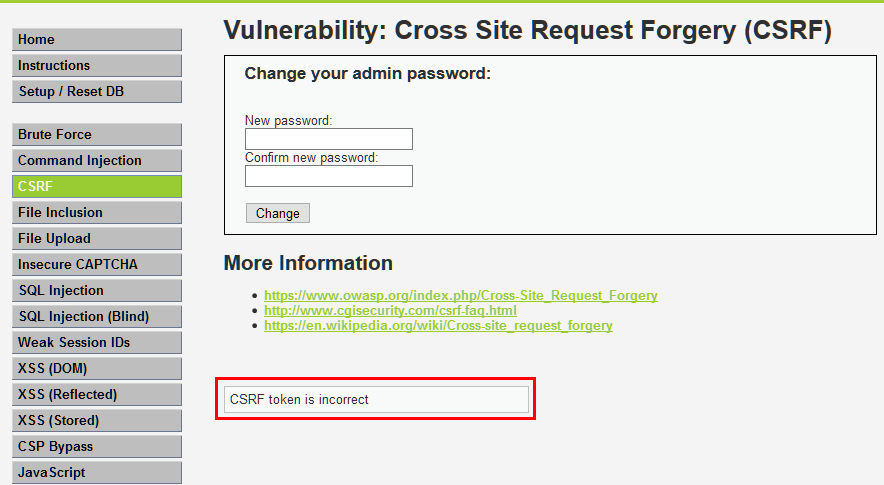 Home
Instructions
Setup / Reset DB
Brute Force
Command Injection
CSRF
File Inclusion
File Upload
Insecure CAPTCHA
SQL Injection
SQL Injection (Blind)
Weak Session IDs
XSS (DOM)
XSS (Reflected)
XSS (Stored)
CSP Bypass
JavaScript
Vulnerability: Cross Site Request Forgery (CSRF)
Change your admin password:
New password:
Confirm new password:
Change
More Information
https://www.owasp.org/index.php/Cross-Site_Request_Forgery
http://www.cgisecurity.com/csrf-faq.html
https://en.wikipedia.org/wiki/Cross-site_request_forgery
CSRF token is incorrect